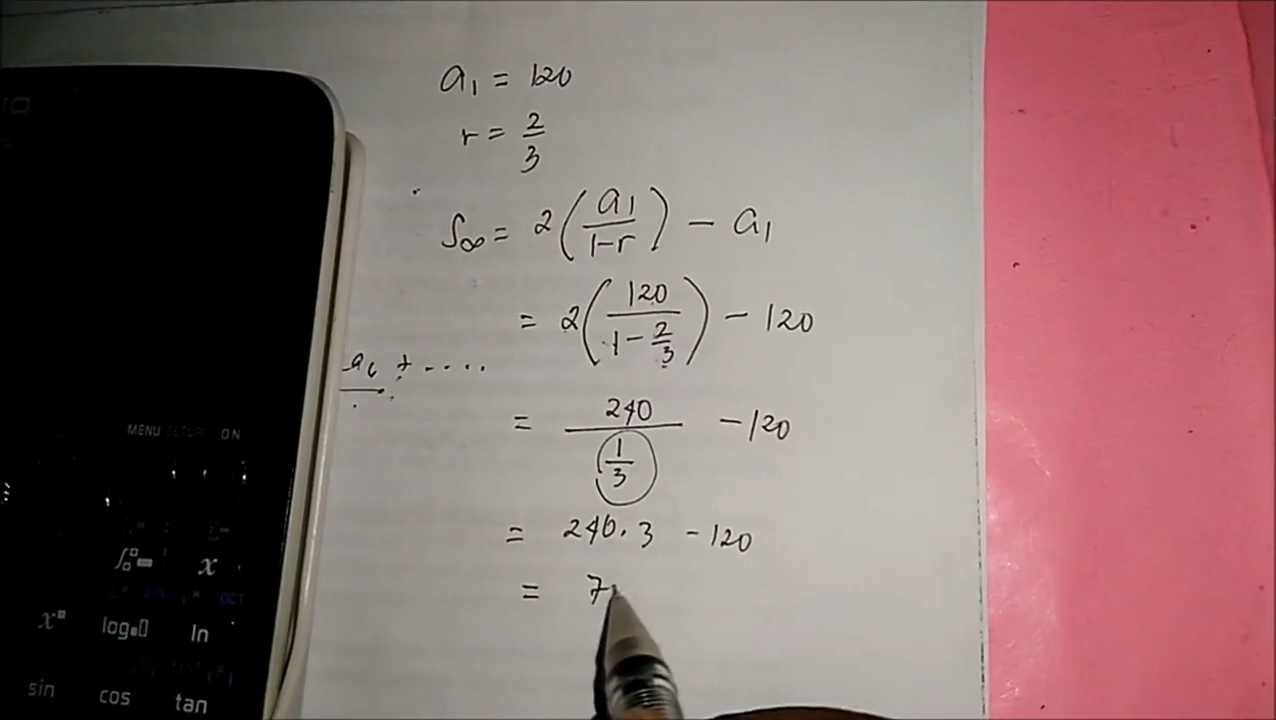 a₁ = 120
r = 2/3
S∞ = 2(a₁/(1-r)) - a₁
= 2(120/(1 - 2/3)) - 120
a₆ + ....
= 240/(1/3) - 120
= 240 . 3 - 120
= 7
MENU SETUP ON
x
x
log
ln
sin cos tan